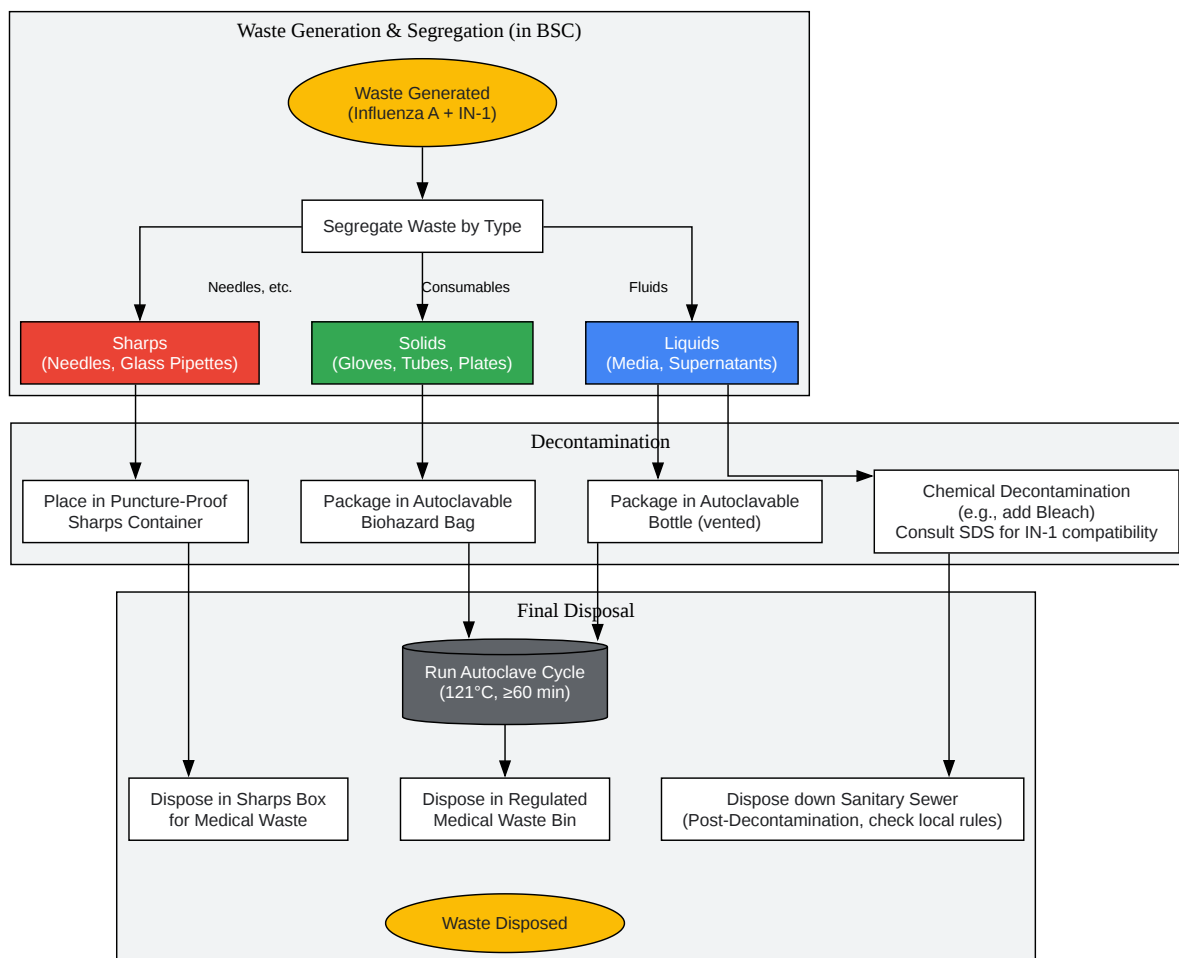 Waste Generation & Segregation (in BSC)
Waste Generated
(Influenza A + IN-1)
Segregate Waste by Type
Needles, etc.
Consumables
Fluids
Sharps
(Needles, Glass Pipettes)
Solids
(Gloves, Tubes, Plates)
Liquids
(Media, Supernatants)
Decontamination
Place in Puncture-Proof
Sharps Container
Package in Autoclavable
Biohazard Bag
Package in Autoclavable
Bottle (vented)
Chemical Decontamination
(e.g., add Bleach)
Consult SDS for IN-1 compatibility
Final Disposal
Run Autoclave Cycle
(121°C, ≥60 min)
Dispose in Sharps Box
for Medical Waste
Dispose in Regulated
Medical Waste Bin
Dispose down Sanitary Sewer
(Post-Decontamination, check local rules)
Waste Disposed